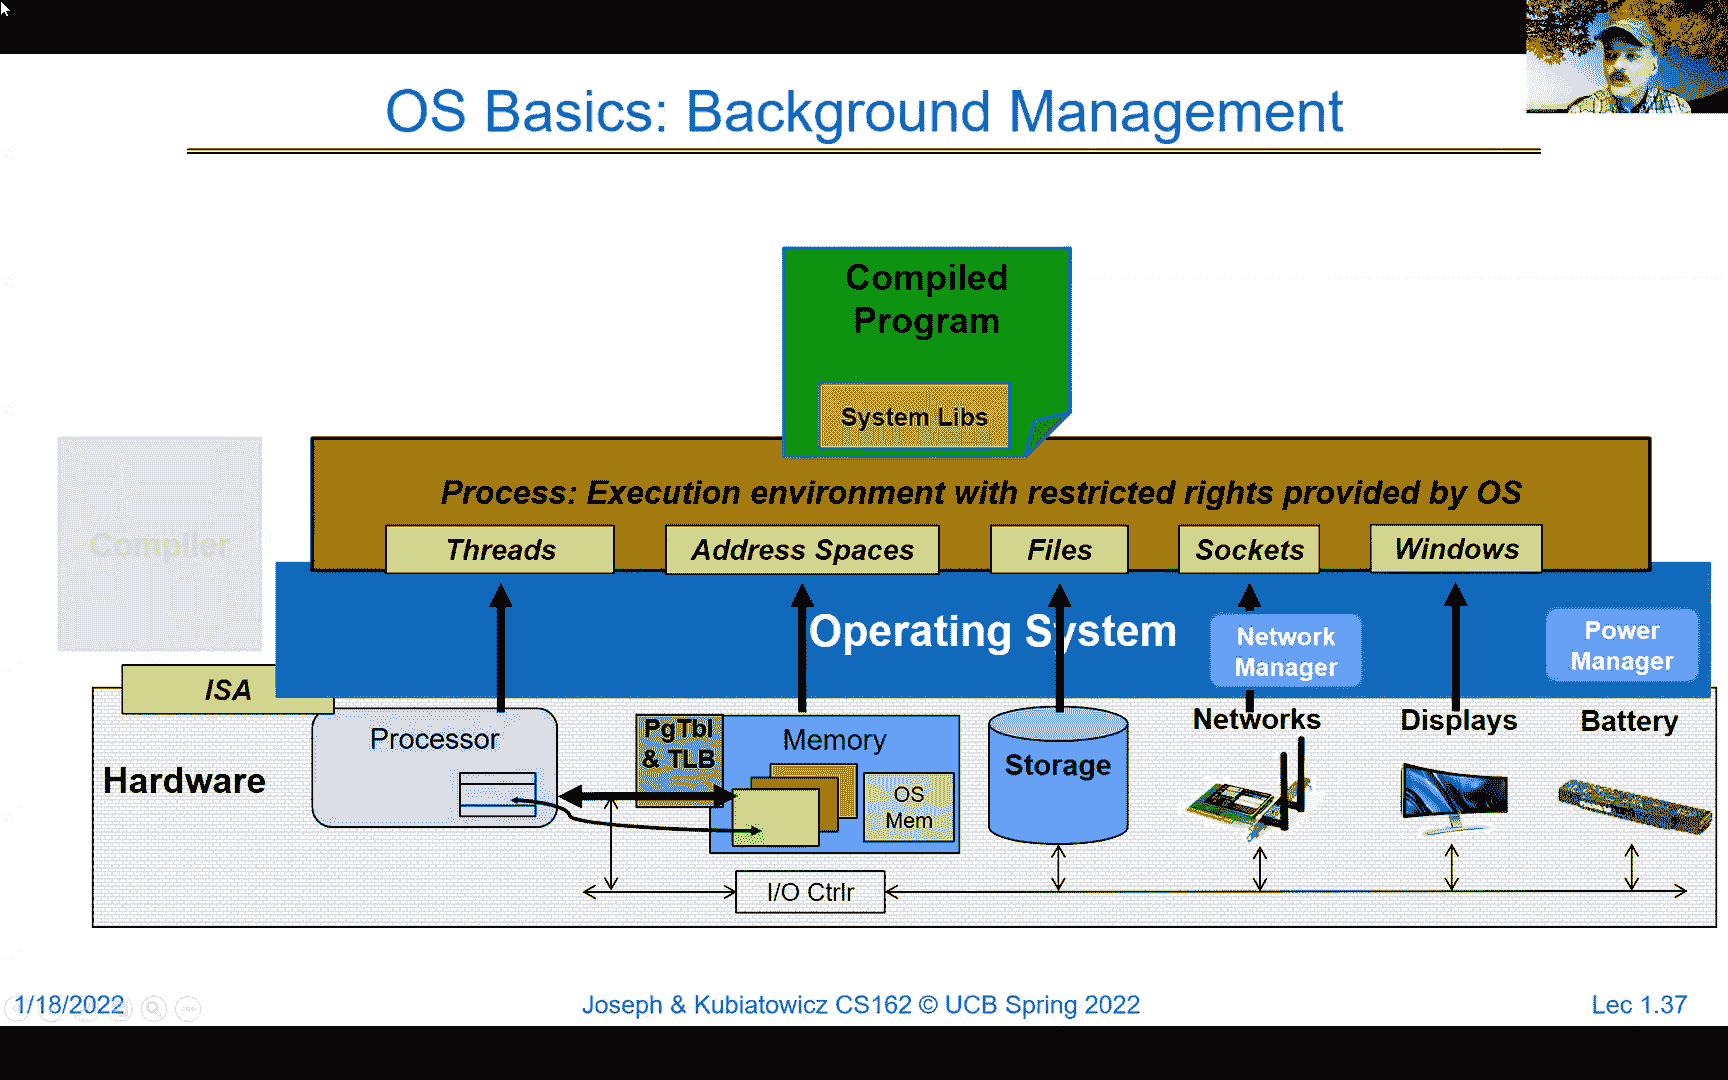 OS Basics: Background Management
Compiled
Program
System Libs
Process: Execution environment with restricted rights provided by OS
Threads
Address Spaces
Files
Sockets
Windows
Compiler
Operating System
Network
Manager
Power
Manager
ISA
Hardware
Processor
PgTbl
& TLB
Memory
OS
Mem
Storage
Networks
Displays
Battery
I/O Ctrlr
1/18/2022
Joseph & Kubiatowicz CS162 © UCB Spring 2022
Lec 1.37